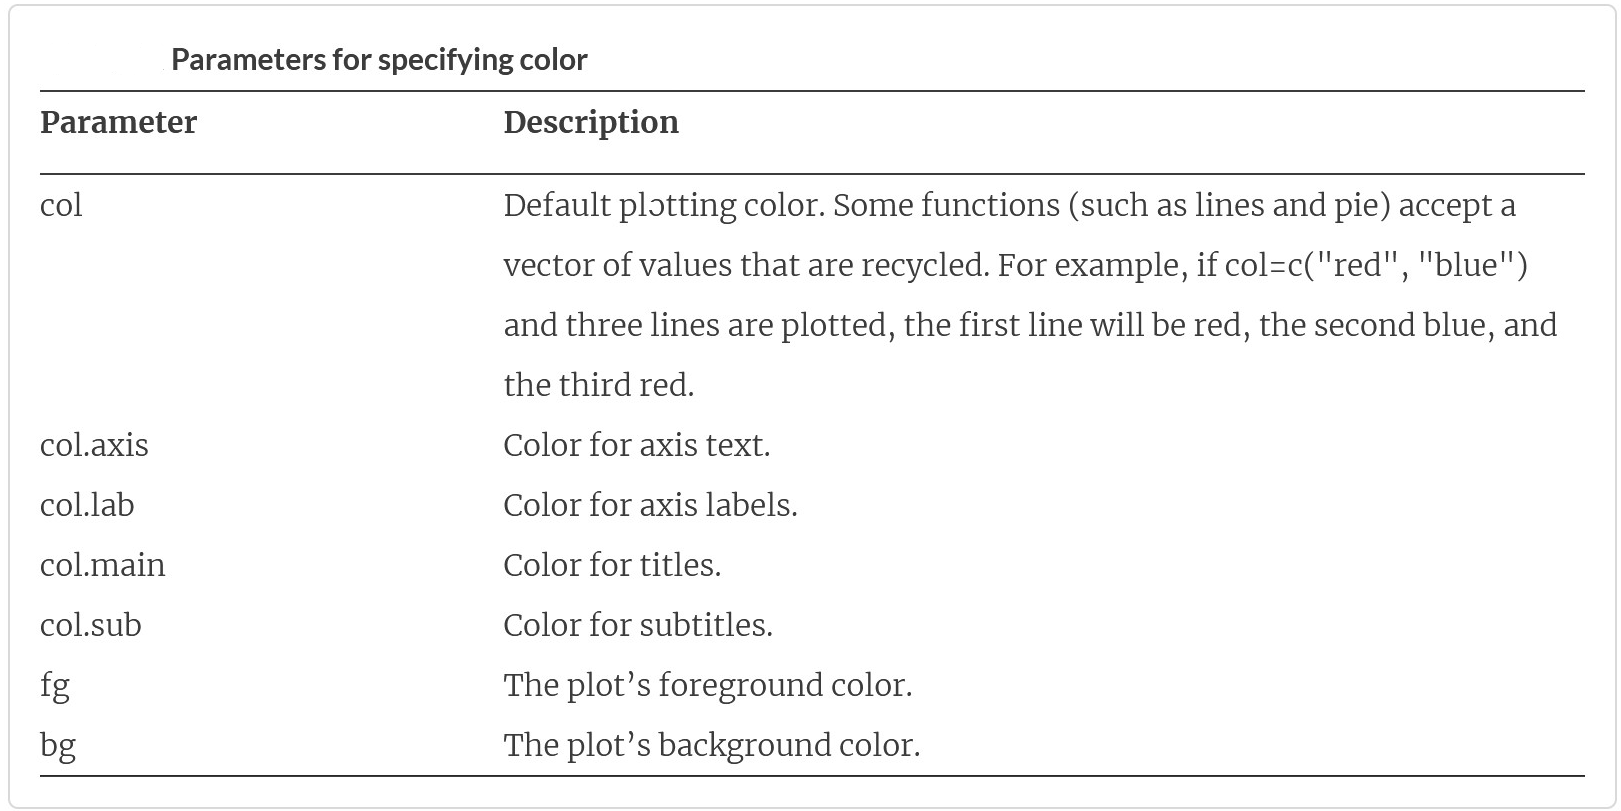 Parameters for specifying color
Parameter Description
col Default plotting color. Some functions (such as lines and pie) accept a
vector of values that are recycled. For example, if col=c("red", "blue")
and three lines are plotted, the first line will be red, the second blue, and
the third red.
col.axis Color for axis text.
col.lab Color for axis labels.
col.main Color for titles.
col.sub Color for subtitles.
fg The plot’s foreground color.
bg The plot’s background color.